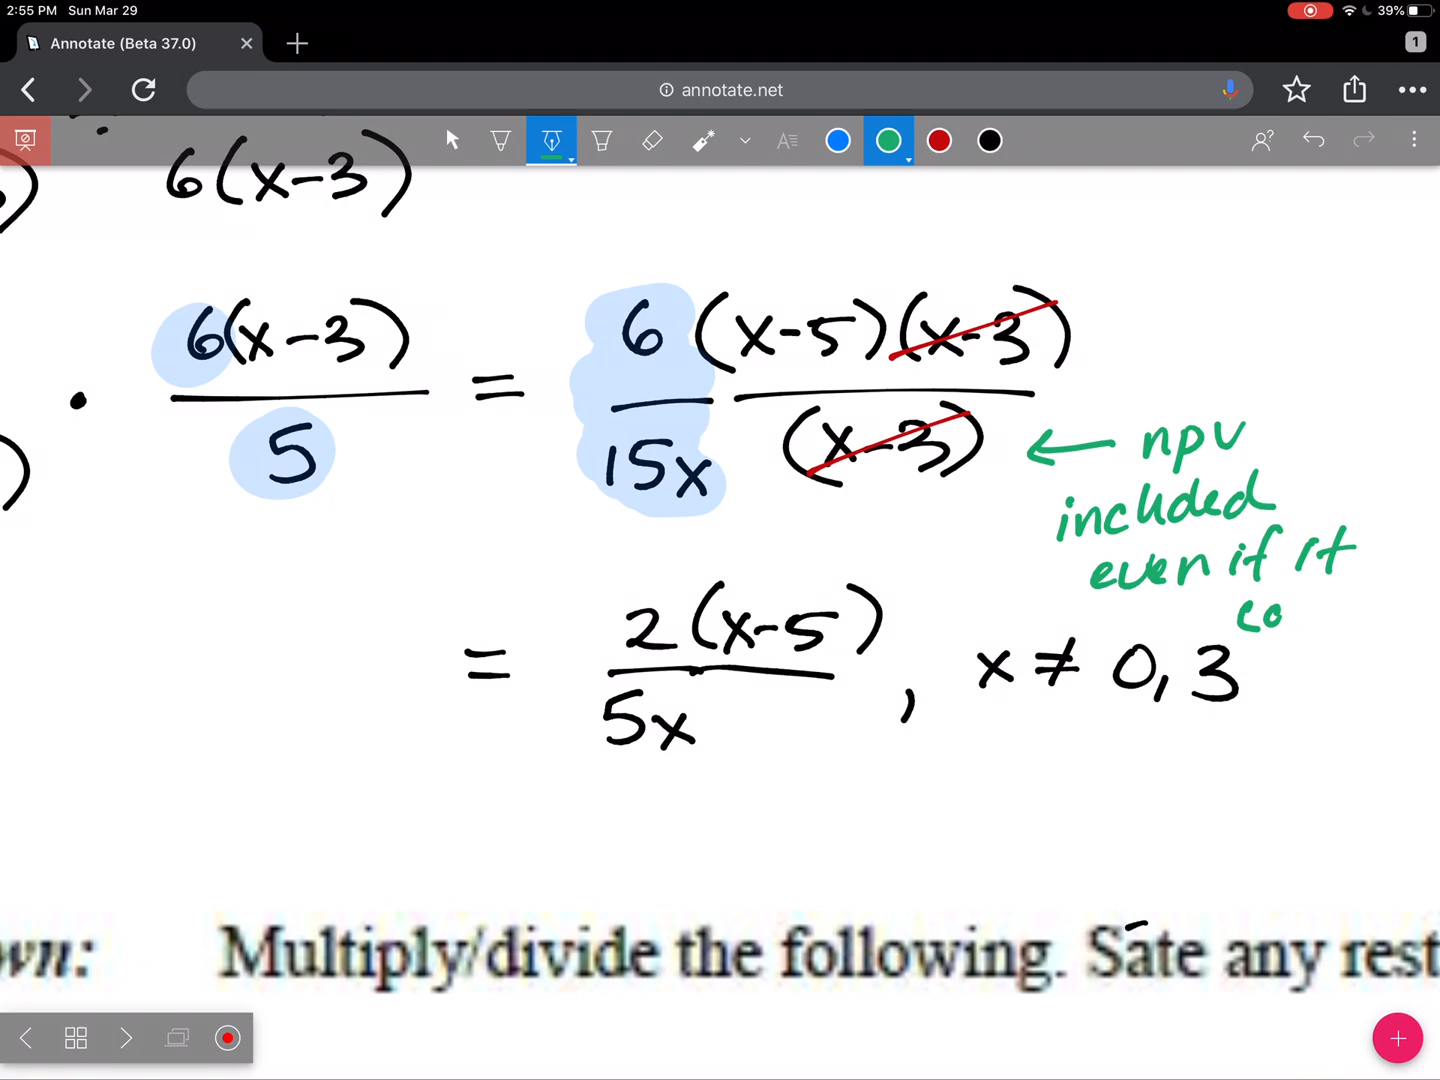 2:55 PM Sun Mar 29
39%
Annotate (Beta 37.0)
1
annotate.net
6(x-3)
6(x-3)
5
=
6
15x
(x-5)(x-3)
(x-3)
← npv
included
even if it
co
= 2(x-5)
5x
, x ≠ 0, 3
wn: Multiply/divide the following. Sate any rest